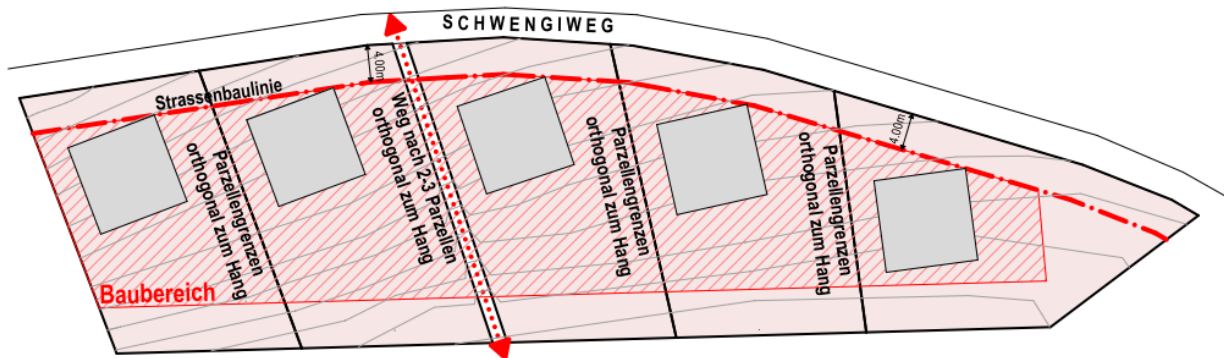 SCHWENGIWEG
4.00m
Strassenbaulinie
Parzellengrenzen
orthogonal zum Hang
Weg nach 2-3 Parzellen
orthogonal zum Hang
Parzellengrenzen
orthogonal zum Hang
Parzellengrenzen
orthogonal zum Hang
4.00m
Baubereich